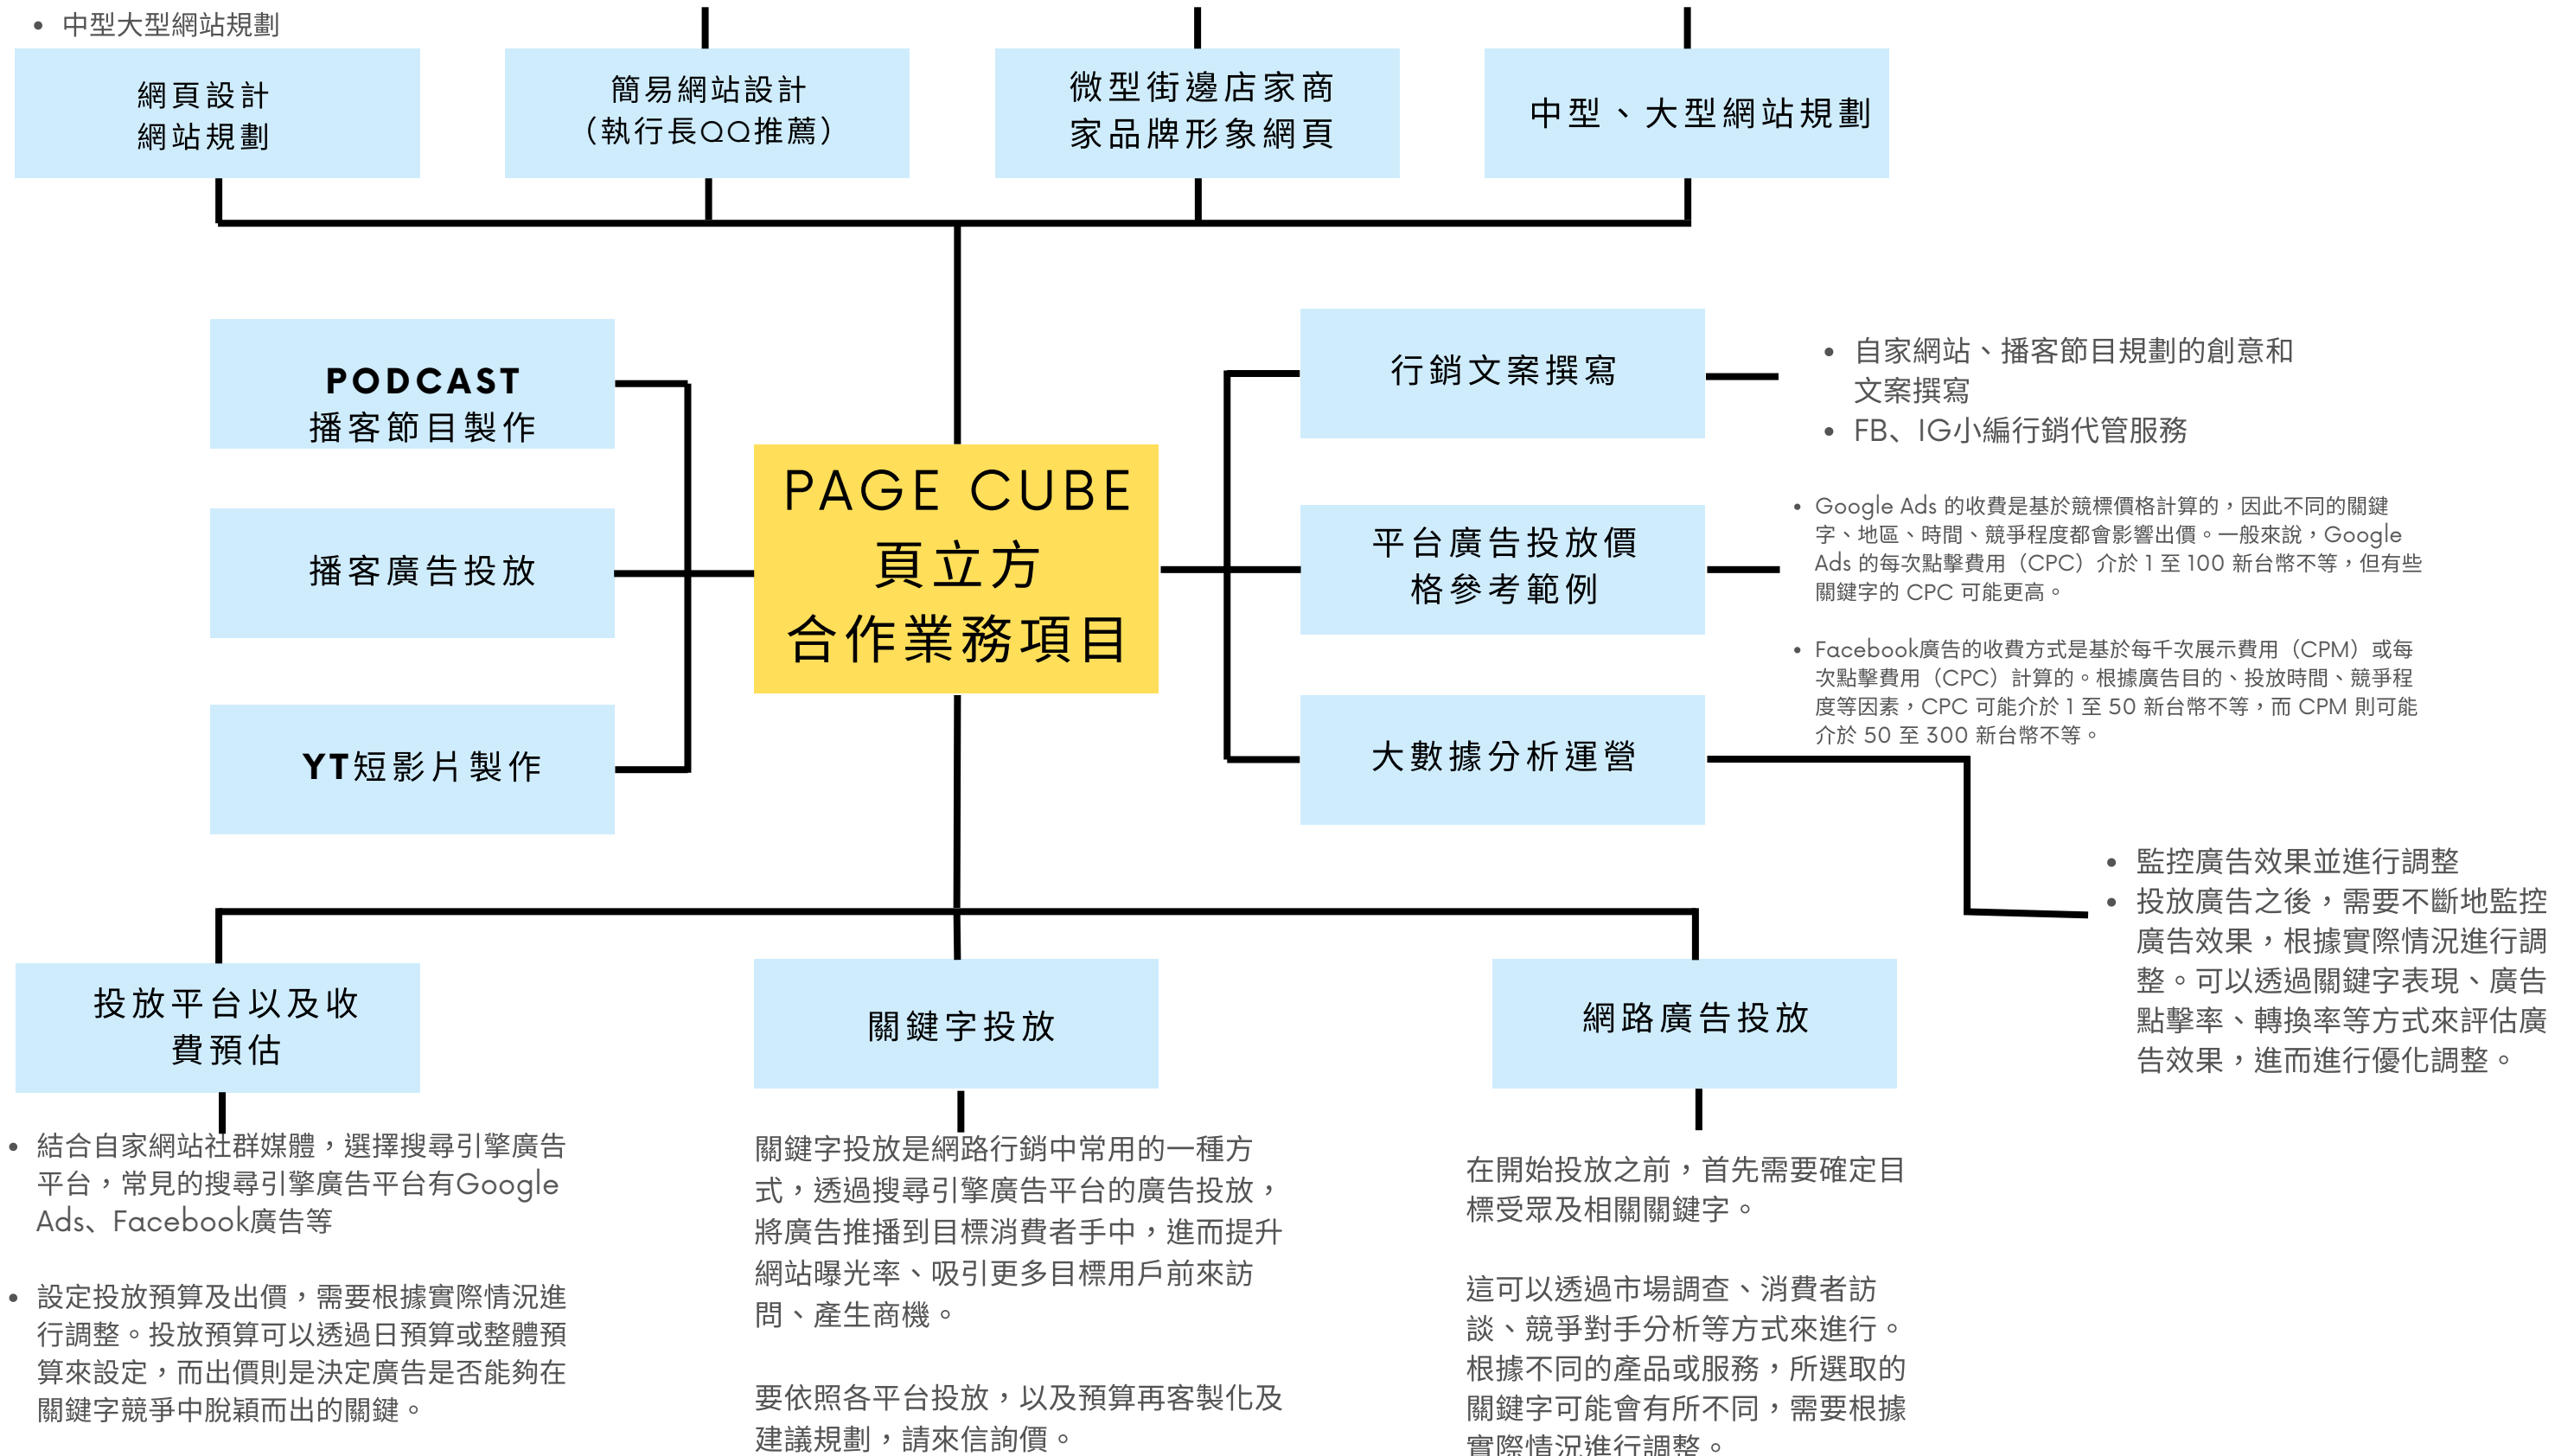 • 中型大型網站規劃
網頁設計
網站規劃
簡易網站設計
（執行長QQ推薦）
微型街邊店家商
家品牌形象網頁
中型、大型網站規劃
PODCAST
播客節目製作
播客廣告投放
YT短影片製作
PAGE CUBE
頁立方
合作業務項目
行銷文案撰寫
• 自家網站、播客節目規劃的創意和
文案撰寫
• FB、IG小編行銷代管服務
平台廣告投放價
格參考範例
• Google Ads 的收費是基於競標價格計算的，因此不同的關鍵
字、地區、時間、競爭程度都會影響出價。一般來說，Google
Ads 的每次點擊費用（CPC）介於 1 至 100 新台幣不等，但有些
關鍵字的 CPC 可能更高。
• Facebook廣告的收費方式是基於每千次展示費用（CPM）或每
次點擊費用（CPC）計算的。根據廣告目的、投放時間、競爭程
度等因素，CPC 可能介於 1 至 50 新台幣不等，而 CPM 則可能
介於 50 至 300 新台幣不等。
大數據分析運營
• 監控廣告效果並進行調整
• 投放廣告之後，需要不斷地監控
廣告效果，根據實際情況進行調
整。可以透過關鍵字表現、廣告
點擊率、轉換率等方式來評估廣
告效果，進而進行優化調整。
投放平台以及收
費預估
• 結合自家網站社群媒體，選擇搜尋引擎廣告
平台，常見的搜尋引擎廣告平台有Google
Ads、Facebook廣告等
• 設定投放預算及出價，需要根據實際情況進
行調整。投放預算可以透過日預算或整體預
算來設定，而出價則是決定廣告是否能夠在
關鍵字競爭中脫穎而出的關鍵。
關鍵字投放
關鍵字投放是網路行銷中常用的一種方
式，透過搜尋引擎廣告平台的廣告投放，
將廣告推播到目標消費者手中，進而提升
網站曝光率、吸引更多目標用戶前來訪
問、產生商機。
要依照各平台投放，以及預算再客製化及
建議規劃，請來信詢價。
網路廣告投放
在開始投放之前，首先需要確定目
標受眾及相關關鍵字。
這可以透過市場調查、消費者訪
談、競爭對手分析等方式來進行。
根據不同的產品或服務，所選取的
關鍵字可能會有所不同，需要根據
實際情況進行調整。